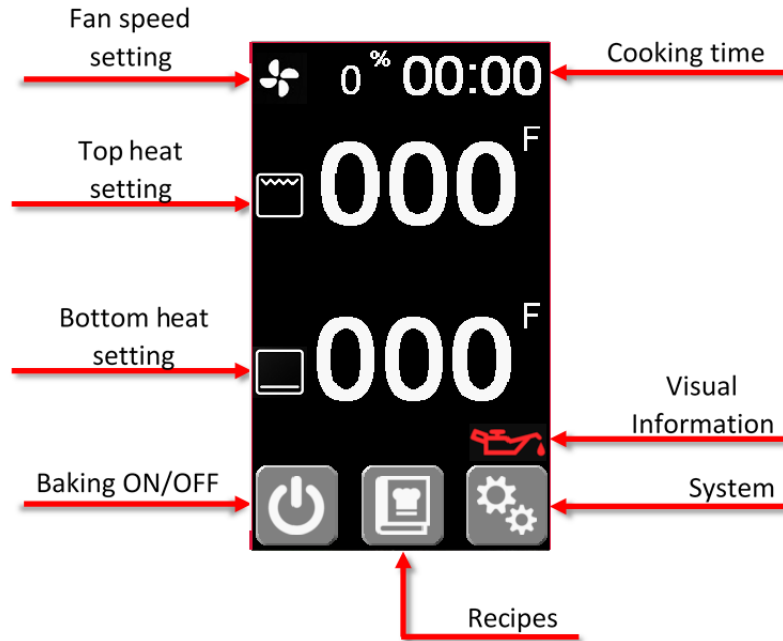 Fan speed
setting
Cooking time
0 % 00:00
Top heat
setting
000 F
Bottom heat
setting
000 F
Visual
Information
Baking ON/OFF
System
Recipes